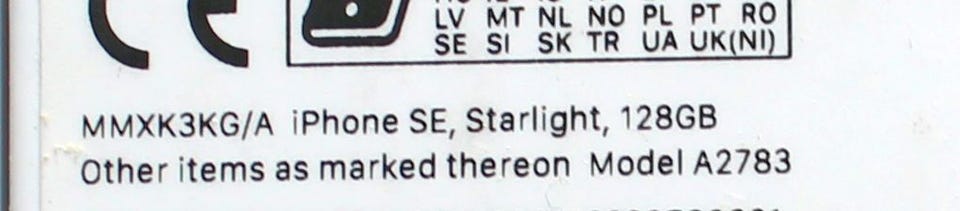 LV MT NL NO PL PT RO
SE SI SK TR UA UK(NI)
MMXK3KG/A iPhone SE, Starlight, 128GB
Other items as marked thereon Model A2783